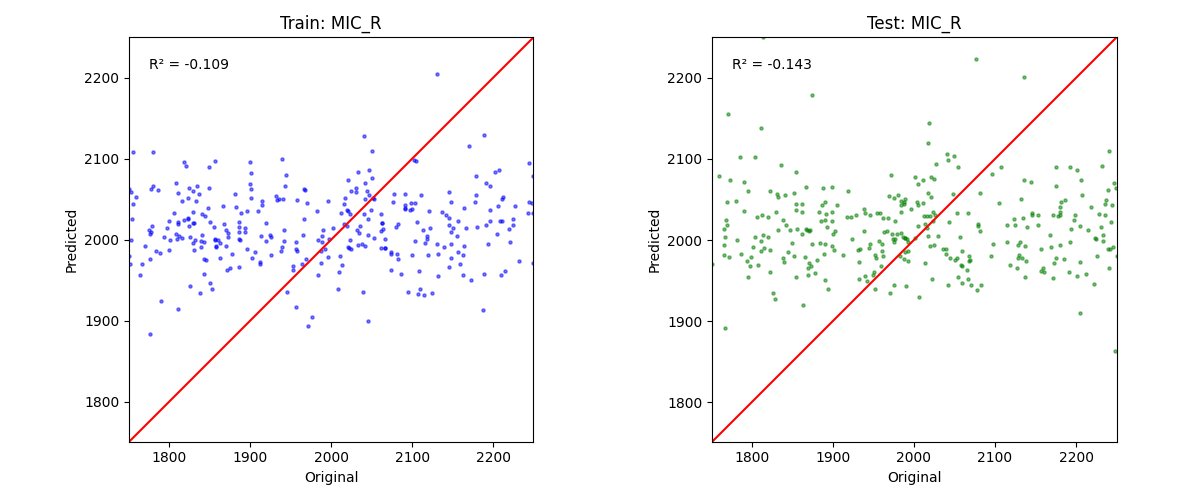 Train: MIC_R
R² = -0.109
Predicted
2200
2100
2000
1900
1800
1800 1900 2000 2100 2200
Original
Test: MIC_R
R² = -0.143
Predicted
2200
2100
2000
1900
1800
1800 1900 2000 2100 2200
Original